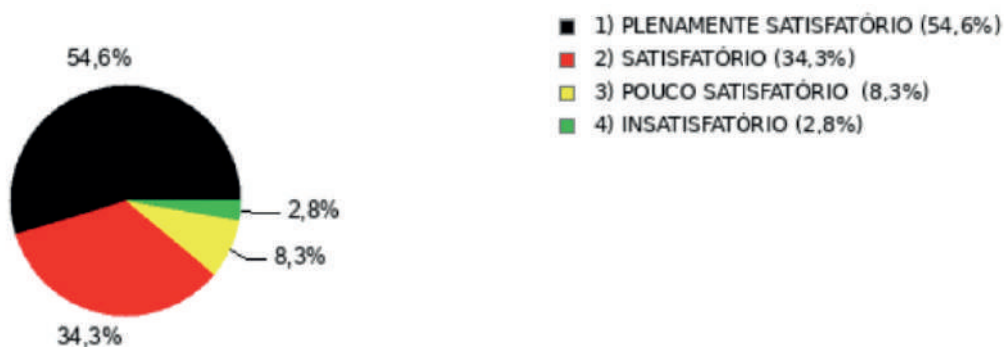 54,6%
1) PLENAMENTE SATISFATÓRIO (54,6%)
2) SATISFATÓRIO (34,3%)
3) POUCO SATISFATÓRIO (8,3%)
4) INSATISFATÓRIO (2,8%)
2,8%
8,3%
34,3%